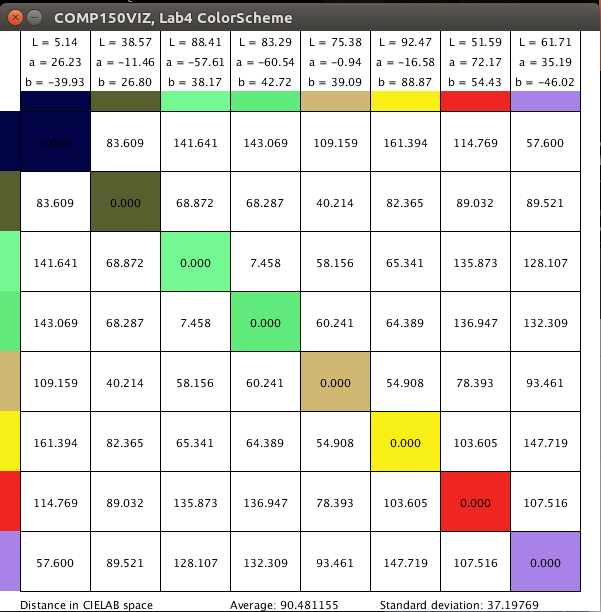 COMP150VIZ, Lab4 ColorScheme
L = 5.14 L = 38.57 L = 88.41 L = 83.29 L = 75.38 L = 92.47 L = 51.59 L = 61.71
a = 26.23 a = −11.46 a = −57.61 a = −60.54 a = −0.94 a = −16.58 a = 72.17 a = 35.19
b = −39.93 b = 26.80 b = 38.17 b = 42.72 b = 39.09 b = 88.87 b = 54.43 b = −46.02
0.000 83.609 141.641 143.069 109.159 161.394 114.769 57.600
83.609 0.000 68.872 68.287 40.214 82.365 89.032 89.521
141.641 68.872 0.000 7.458 58.156 65.341 135.873 128.107
143.069 68.287 7.458 0.000 60.241 64.389 136.947 132.309
109.159 40.214 58.156 60.241 0.000 54.908 78.393 93.461
161.394 82.365 65.341 64.389 54.908 0.000 103.605 147.719
114.769 89.032 135.873 136.947 78.393 103.605 0.000 107.516
57.600 89.521 128.107 132.309 93.461 147.719 107.516 0.000
Distance in CIELAB space Average: 90.481155 Standard deviation: 37.19769